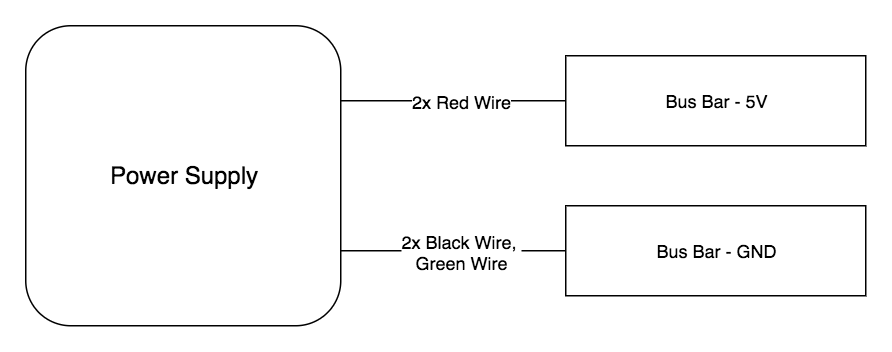 2x Red Wire
Bus Bar - 5V
Power Supply
2x Black Wire,
Green Wire
Bus Bar - GND